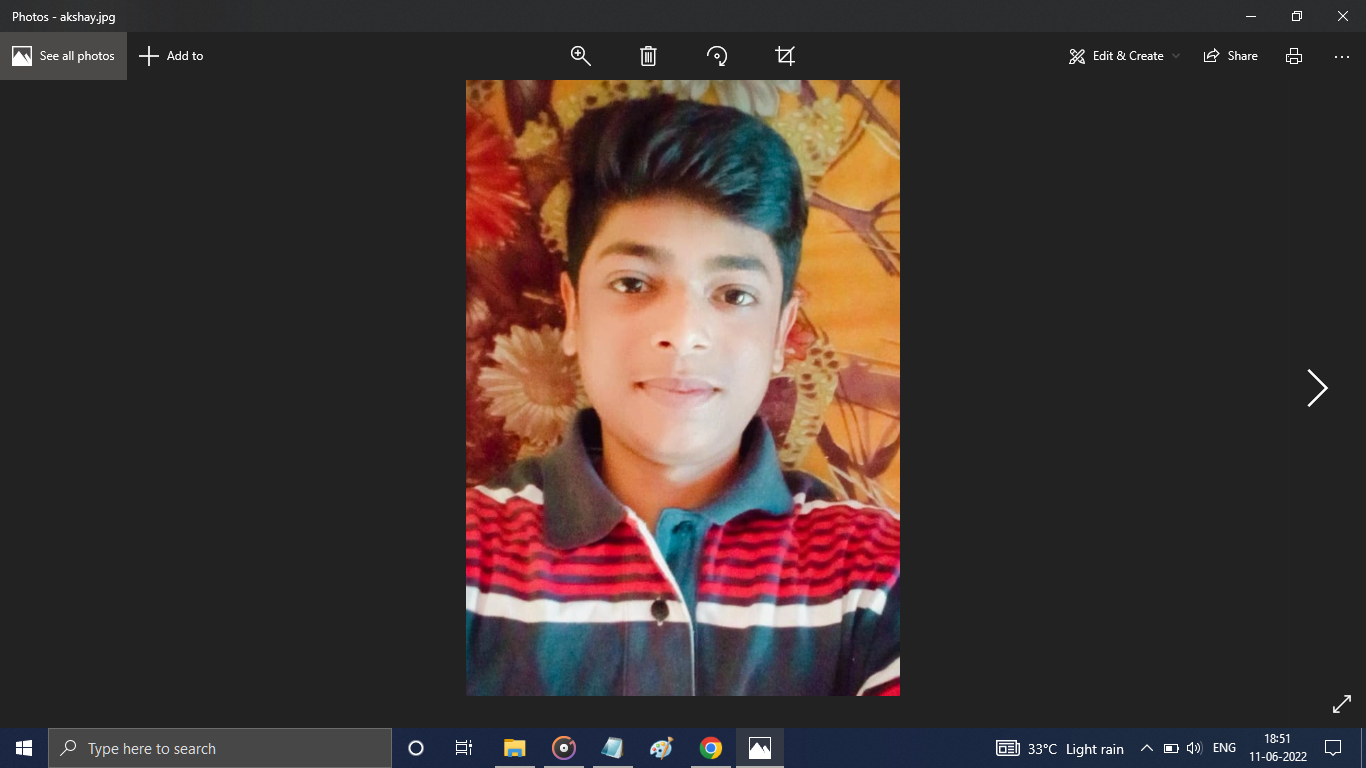 Photos - akshay.jpg
See all photos
Add to
Edit & Create
Share
Type here to search
33°C Light rain
ENG
18:51
11-06-2022